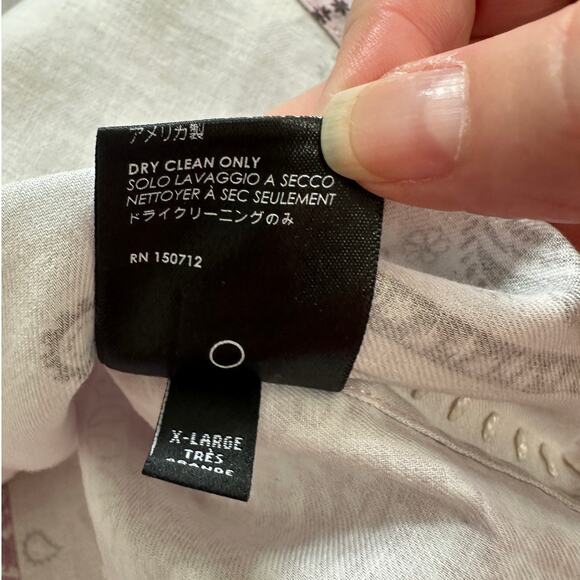 アメリカ製
DRY CLEAN ONLY
SOLO LAVAGGIO A SECCO
NETTOYER À SEC SEULEMENT
ドライクリーニングのみ
RN 150712
X-LARGE
TRÈS
GRANDE